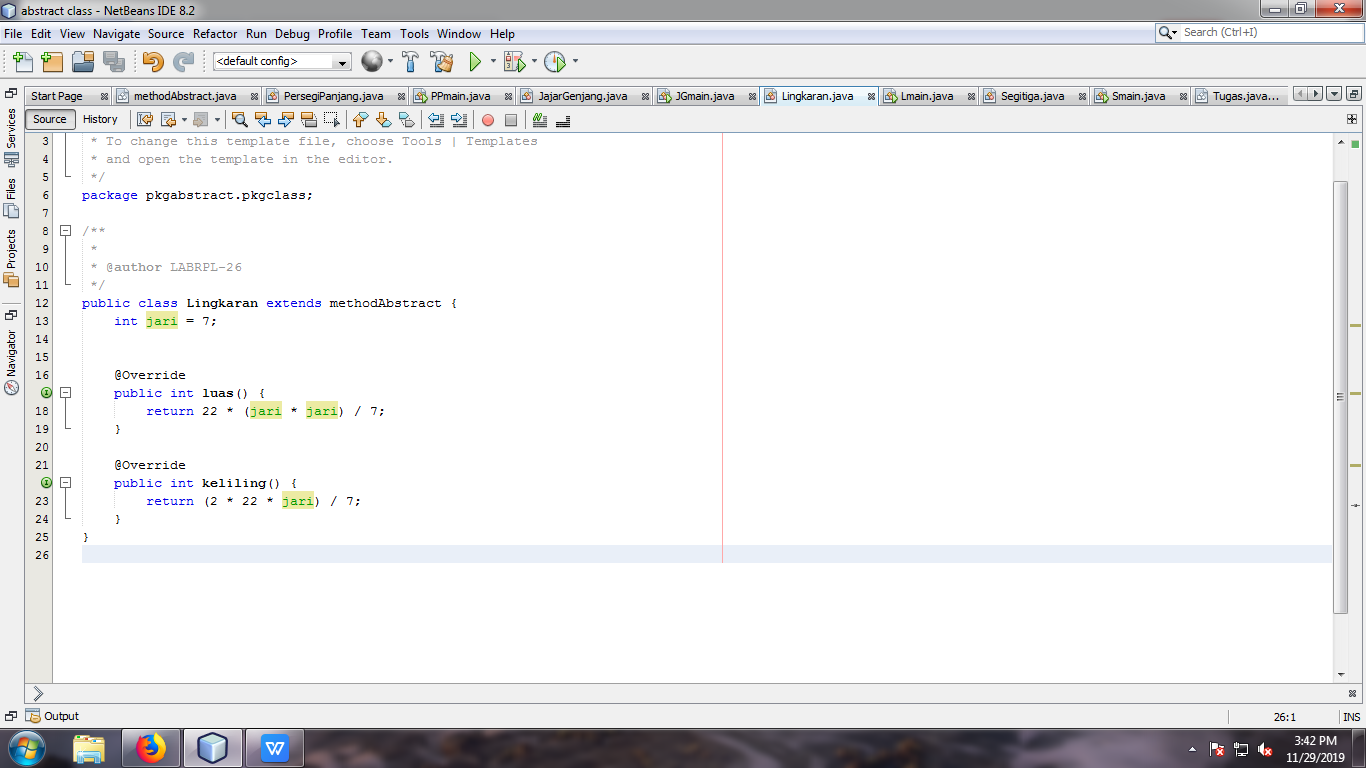 abstract class - NetBeans IDE 8.2
File Edit View Navigate Source Refactor Run Debug Profile Team Tools Window Help
Search (Ctrl+I)
<default config>
Start Page methodAbstract.java PersegiPanjang.java PPmain.java JajarGenjang.java JGmain.java Lingkaran.java Lmain.java Segitiga.java Smain.java Tugas.java...
Source History
Services
Files
Projects
Navigator
3 * To change this template file, choose Tools | Templates
4 * and open the template in the editor.
5 */
6 package pkgabstract.pkgclass;
7
8 /**
9 *
10 * @author LABRPL-26
11 */
12 public class Lingkaran extends methodAbstract {
13 int jari = 7;
14
15
16 @Override
public int luas() {
18 return 22 * (jari * jari) / 7;
19 }
20
21 @Override
public int keliling() {
23 return (2 * 22 * jari) / 7;
24 }
25 }
26
Output
26:1 INS
3:42 PM
11/29/2019